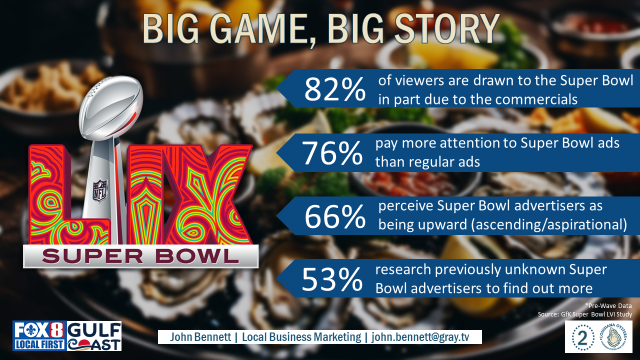 BIG GAME, BIG STORY
82%
of viewers are drawn to the Super Bowl
in part due to the commercials
76%
pay more attention to Super Bowl ads
than regular ads
66%
perceive Super Bowl advertisers as
being upward (ascending/aspirational)
53%
research previously unknown Super
Bowl advertisers to find out more
NFL
LIX
SUPER BOWL
*Pre-Wave Data
Source: GfK Super Bowl LVI Study
FOX 8
LOCAL FIRST
GULF
COAST
John Bennett | Local Business Marketing | john.bennett@gray.tv
2